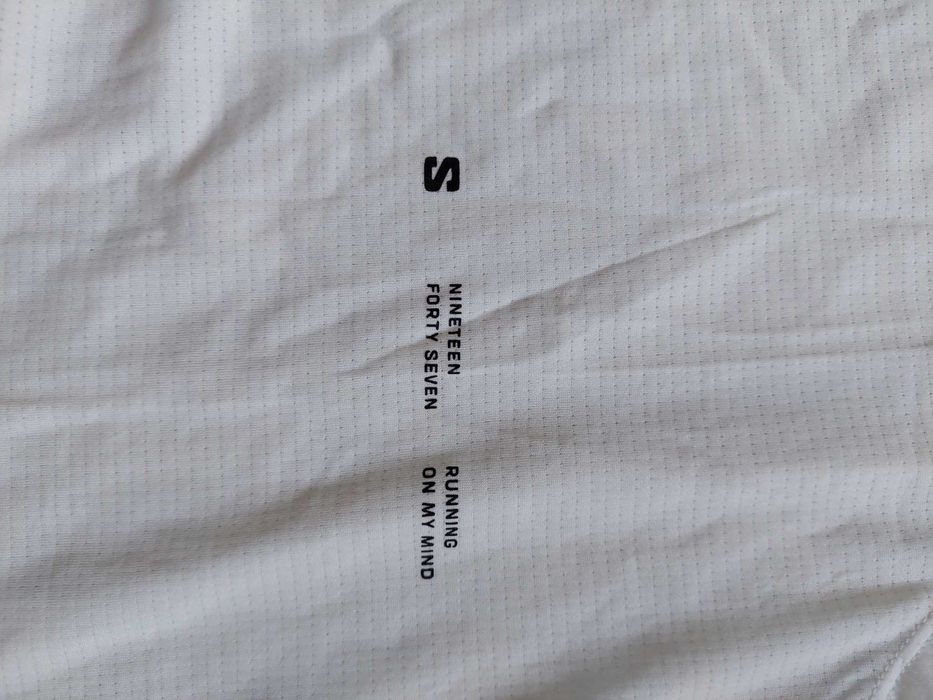 S
NINETEEN
FORTY SEVEN
RUNNING
ON MY MIND